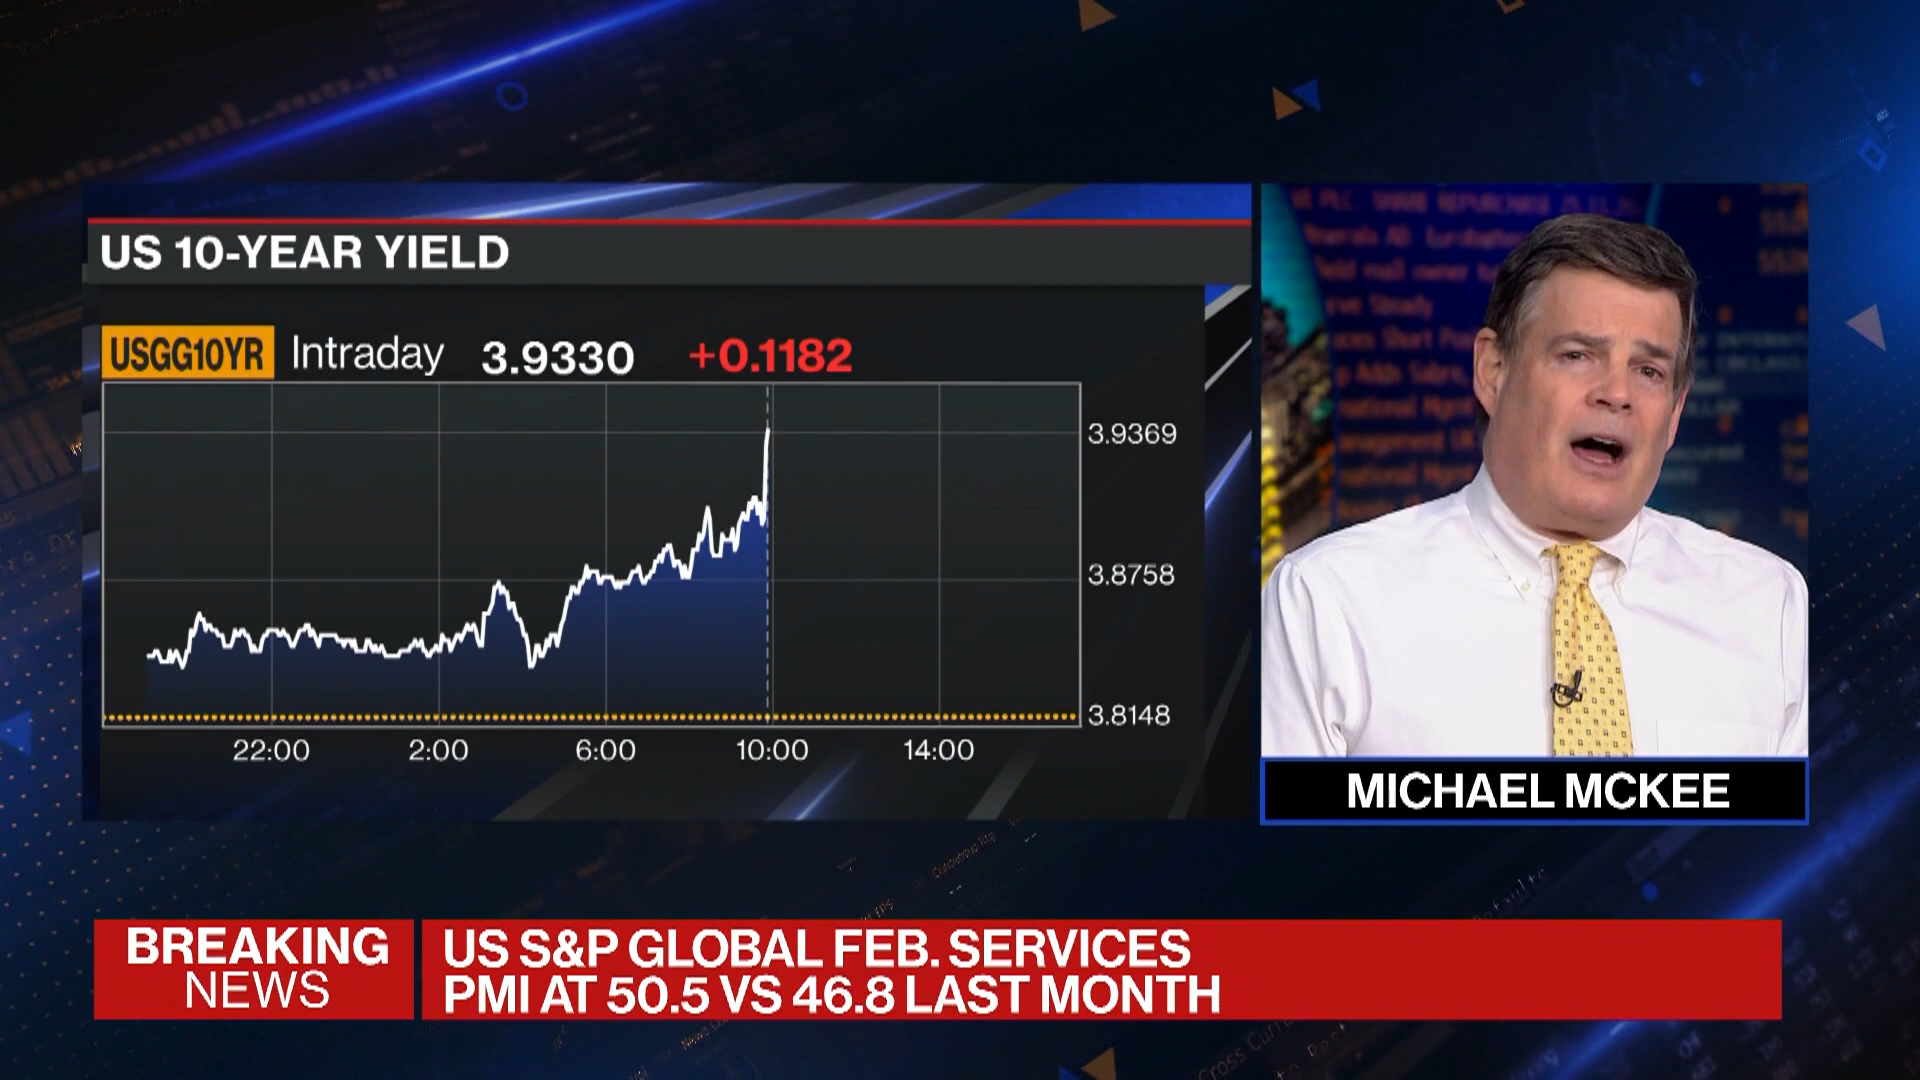 US 10-YEAR YIELD
USGG10YR Intraday 3.9330 +0.1182
3.9369
3.8758
3.8148
22:00 2:00 6:00 10:00 14:00
MICHAEL MCKEE
BREAKING
NEWS
US S&P GLOBAL FEB. SERVICES
PMI AT 50.5 VS 46.8 LAST MONTH